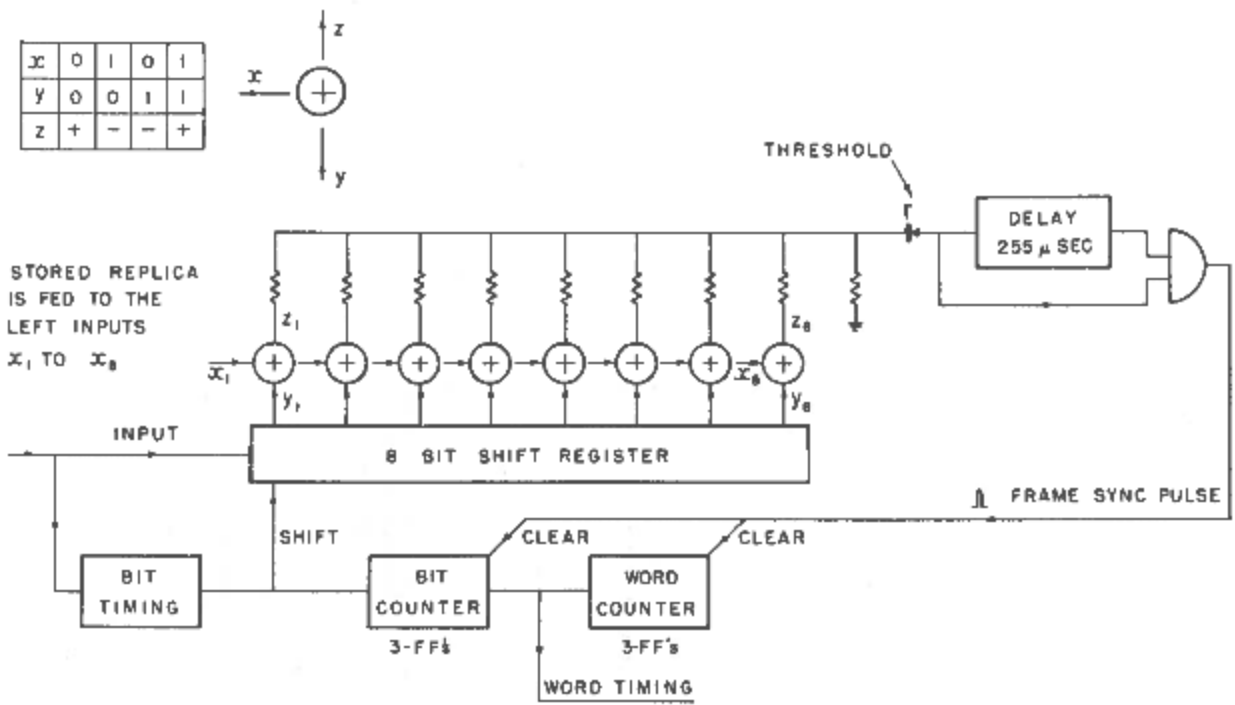 z
x 0 1 0 1
y 0 0 1 1
z + - - +
x
+
y
THRESHOLD
T
DELAY
255 μ SEC
STORED REPLICA
IS FED TO THE
LEFT INPUTS
x₁ TO x₈
z₁
z₈
x₁
+ + + + + + + +
x₈
y₁
y₈
INPUT
8 BIT SHIFT REGISTER
FRAME SYNC PULSE
SHIFT
CLEAR
CLEAR
BIT
TIMING
BIT
COUNTER
WORD
COUNTER
3-FF's
3-FF's
WORD TIMING